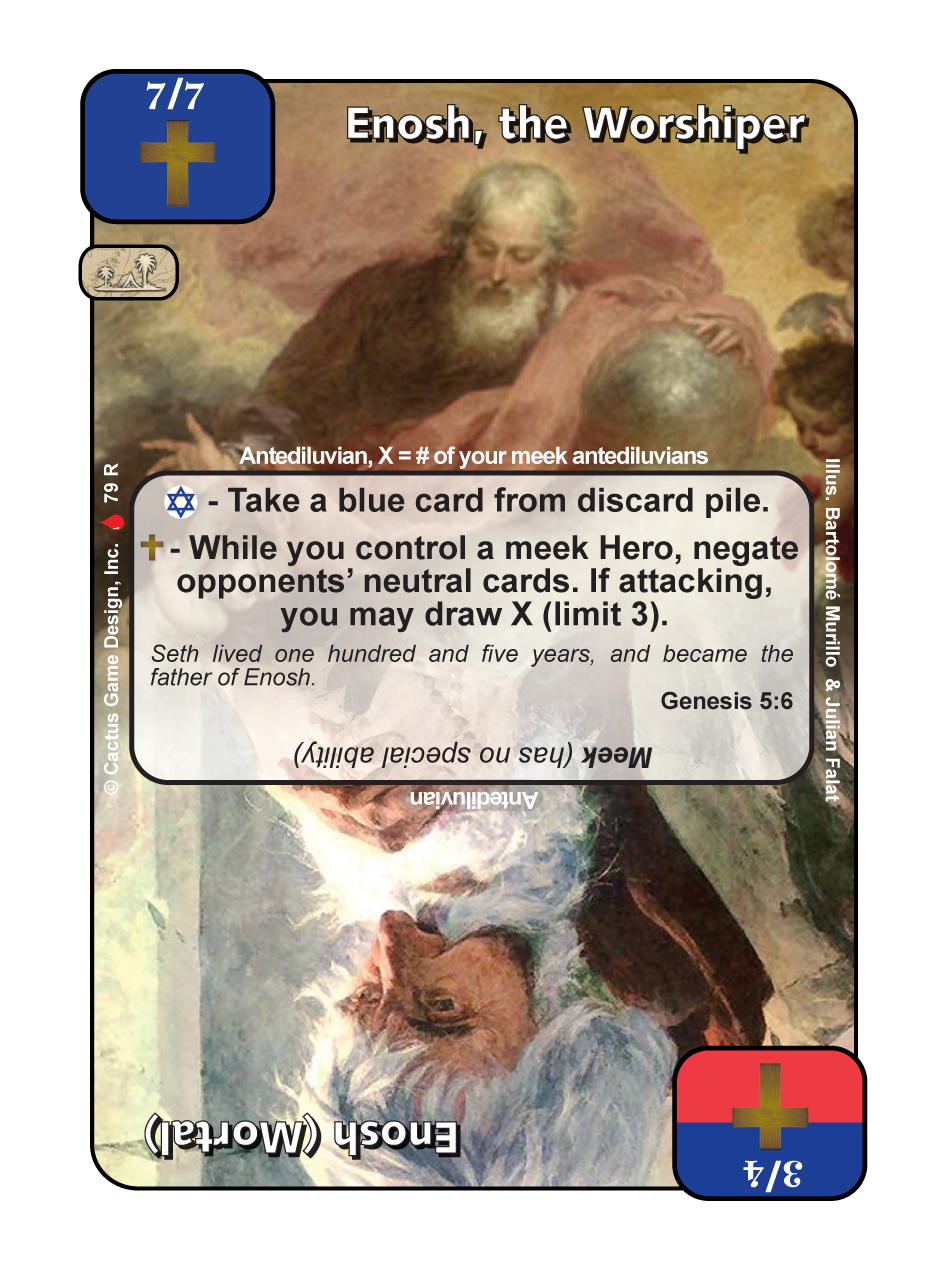 7/7
Enosh, the Worshiper
Antediluvian, X = # of your meek antediluvians
- Take a blue card from discard pile.
- While you control a meek Hero, negate
opponents’ neutral cards. If attacking,
you may draw X (limit 3).
Seth lived one hundred and five years, and became the
father of Enosh.
Genesis 5:6
Meek (has no special ability)
Antediluvian
Enosh (Mortal)
3/4
© Cactus Game Design, Inc. 79 R
Illus. Bartolomé Murillo & Julian Falat